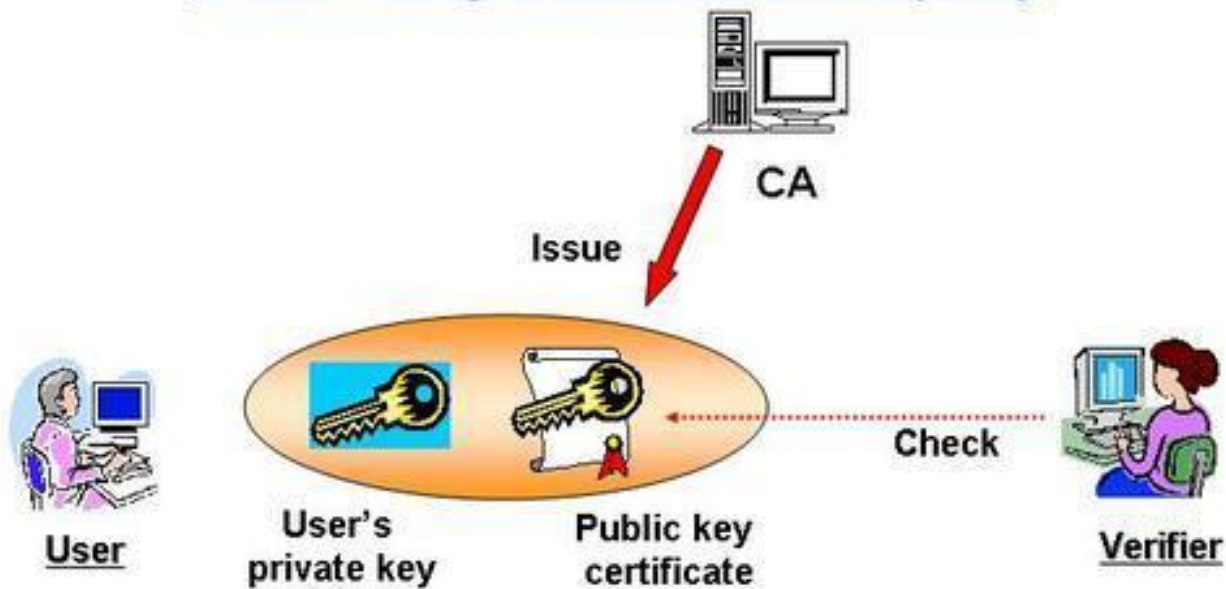 CA
Issue
Check
User
User's
private key
Public key
certificate
Verifier